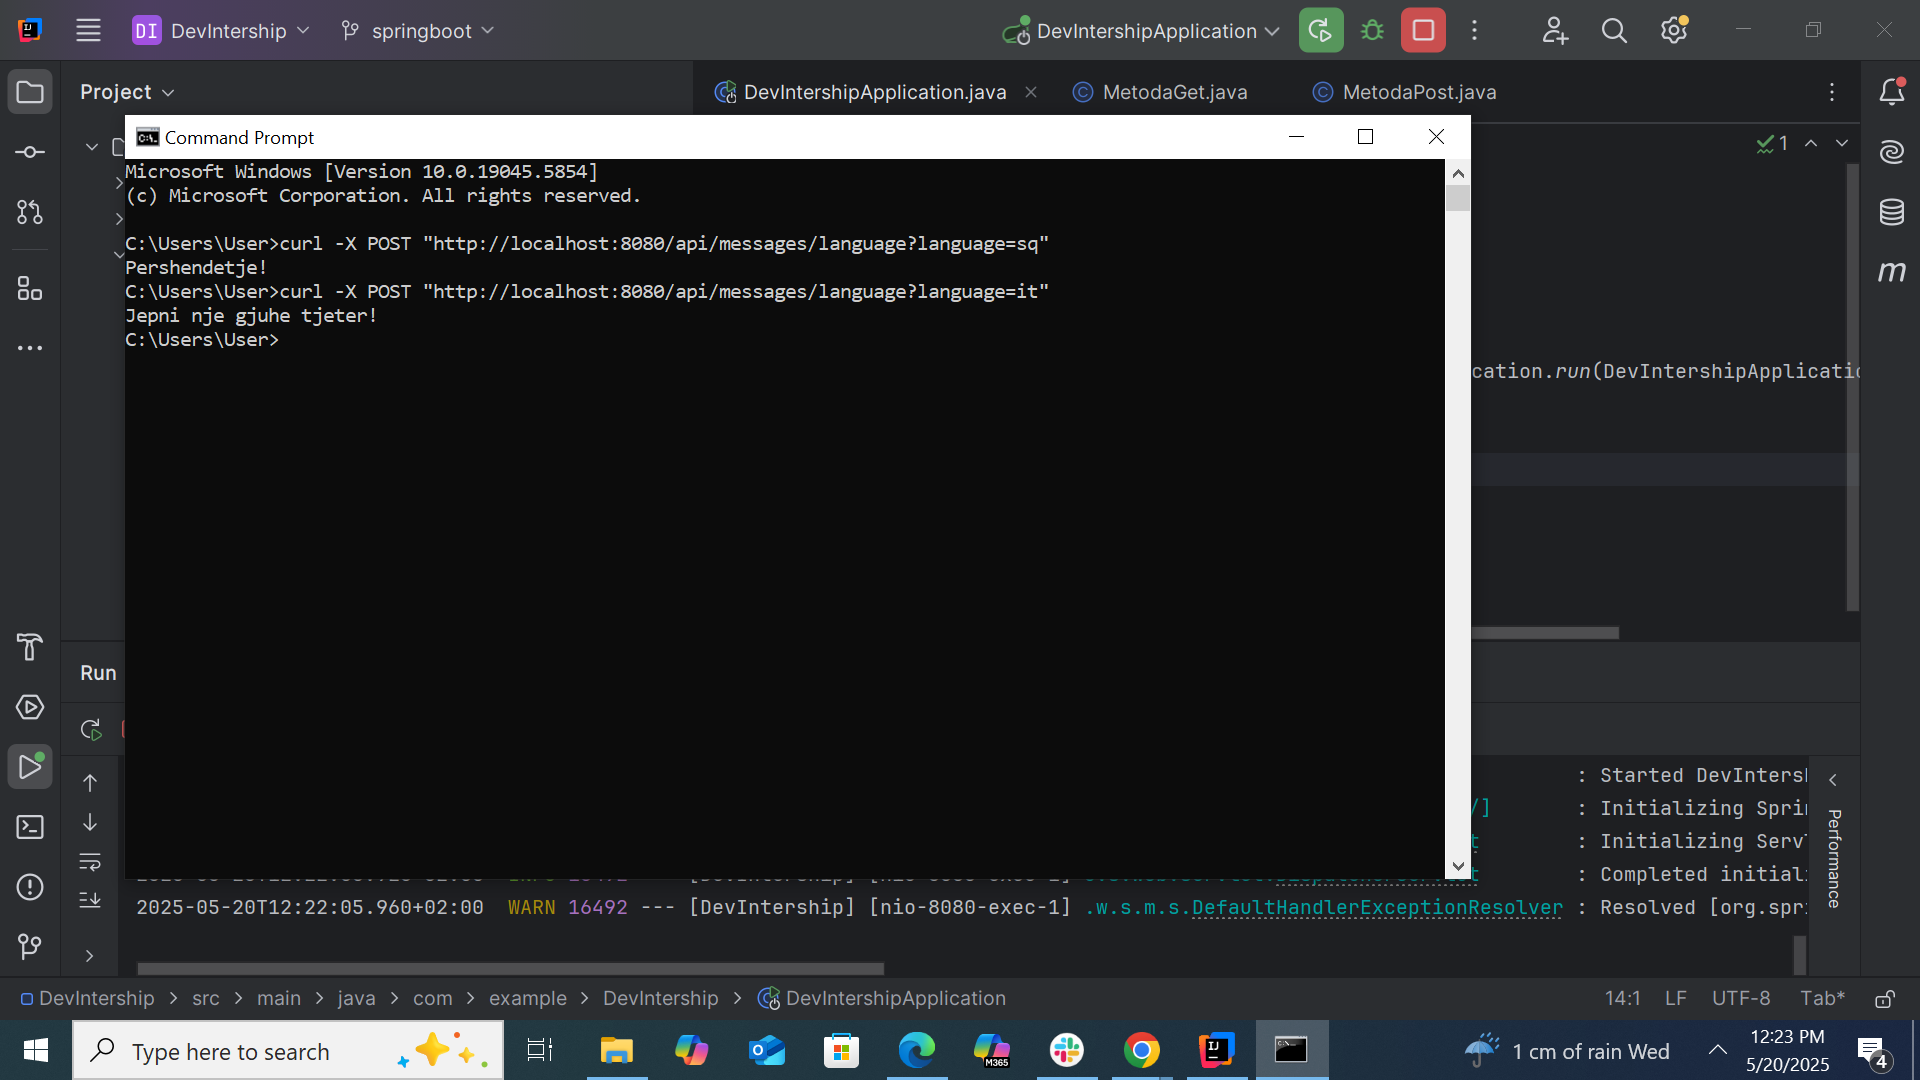 DI DevIntership springboot DevIntershipApplication
Project
DevIntershipApplication.java MetodaGet.java MetodaPost.java
1
Command Prompt
Microsoft Windows [Version 10.0.19045.5854]
(c) Microsoft Corporation. All rights reserved.
C:\Users\User>curl -X POST "http://localhost:8080/api/messages/language?language=sq"
Pershendetje!
C:\Users\User>curl -X POST "http://localhost:8080/api/messages/language?language=it"
Jepni nje gjuhe tjeter!
C:\Users\User>
cation.run(DevIntershipApplicatio
m
Run
: Started DevIntersh
/] : Initializing Sprin
t : Initializing Serv
: Completed initial
2025-05-20T12:22:05.960+02:00 WARN 16492 --- [DevIntership] [nio-8080-exec-1] .w.s.m.s.DefaultHandlerExceptionResolver : Resolved [org.spr
Performance
DevIntership > src > main > java > com > example > DevIntership > DevIntershipApplication 14:1 LF UTF-8 Tab*
Type here to search
M365
IJ
1 cm of rain Wed
12:23 PM
5/20/2025
4